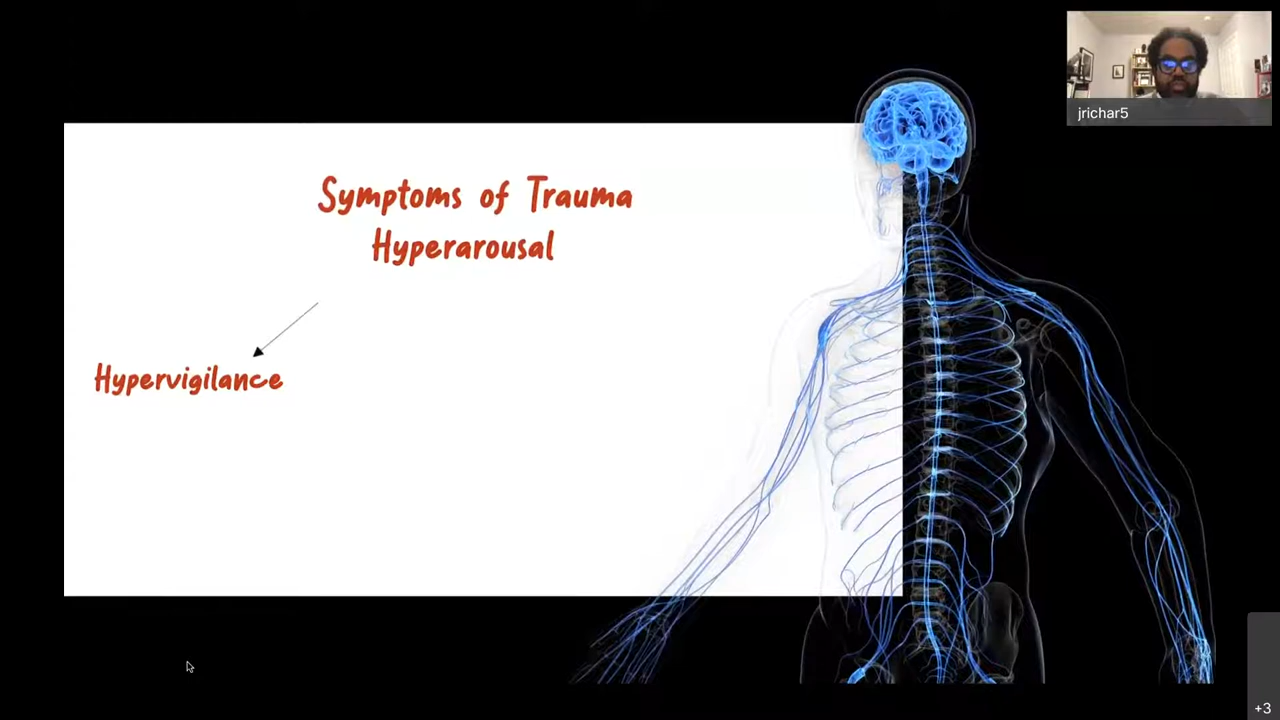 jrichar5
Symptoms of Trauma
Hyperarousal
Hypervigilance
+3